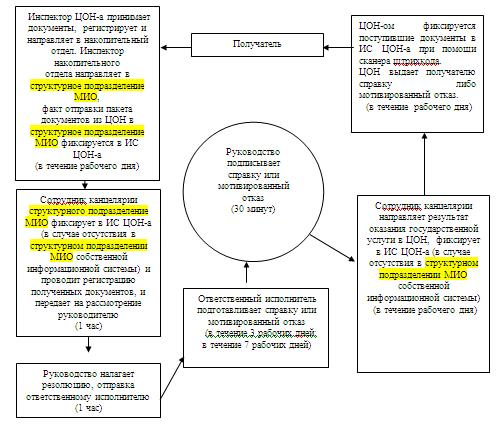 Инспектор ЦОН-а принимает
документы, регистрирует и
направляет в накопительный
отдел. Инспектор
накопительного
отдела направляет в
структурное подразделение
МИО,
факт отправки пакета
документов из ЦОН в
структурное подразделение
МИО фиксируется в ИС
ЦОН-а
(в течение рабочего дня)
Получатель
ЦОН-ом фиксируется
поступившие документы в
ИС ЦОН-а при помощи
сканера штрихкода.
ЦОН выдает получателю
справку либо
мотивированный отказ.
(в течение рабочего дня)
Руководство
подписывает
справку или
мотивированный
отказ
(30 минут)
Сотрудник канцелярии
структурного подразделение
МИО фиксирует в ИС ЦОН-а
(в случае отсутствия в
структурном подразделении
МИО собственной
информационной системы) и
проводит регистрацию
полученных документов, и
передает на рассмотрение
руководителю
(1 час)
Сотрудник канцелярии
направляет результат
оказания государственной
услуги в ЦОН, фиксирует
в ИС ЦОН-а (в случае
отсутствия в структурном
подразделении МИО
собственной
информационной системы)
(в течение рабочего дня)
Ответственный исполнитель
подготавливает справку или
мотивированный отказ
(в течение 3 рабочих дней;
в течение 7 рабочих дней)
Руководство налагает
резолюцию, отправка
ответственному исполнителю
(1 час)